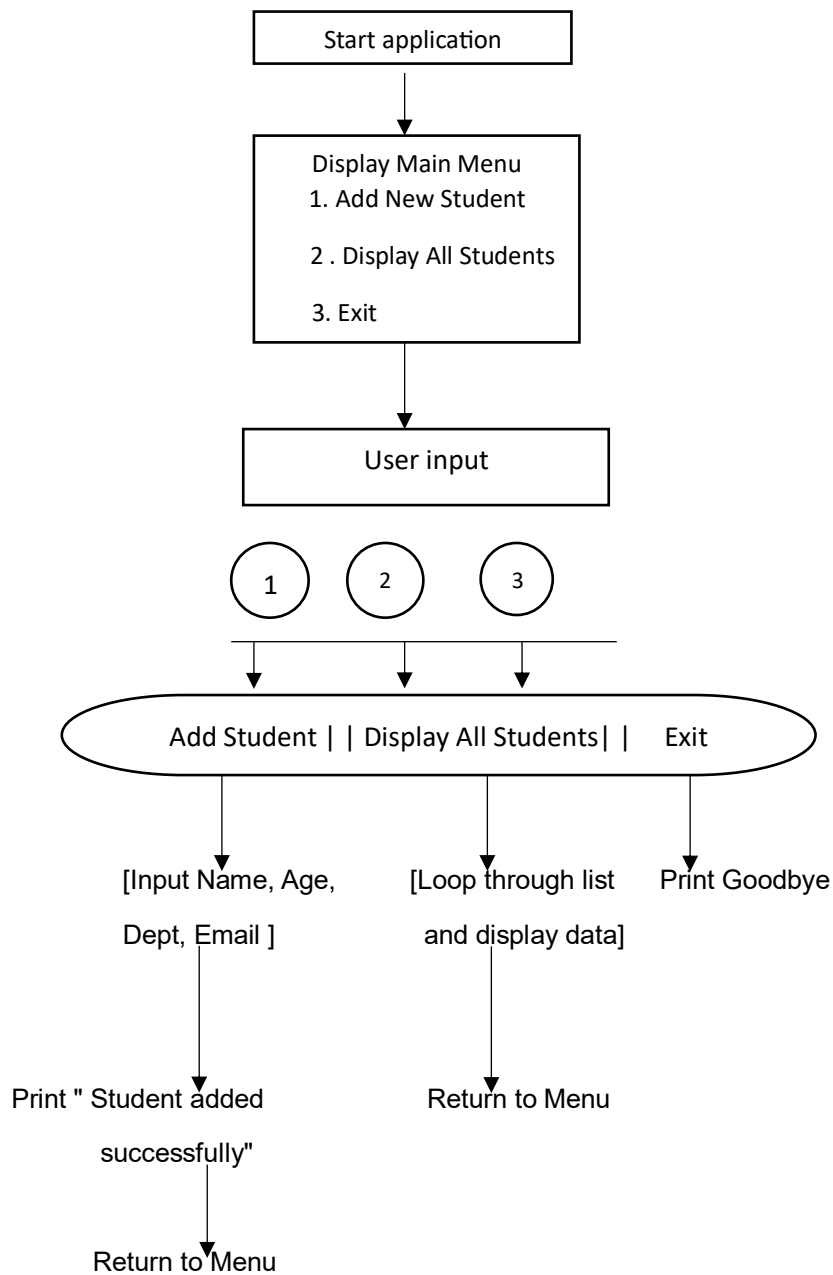 Start application
Display Main Menu
1. Add New Student
2 . Display All Students
3. Exit
User input
1
2
3
Add Student | | Display All Students| | Exit
[Input Name, Age,
Dept, Email ]
[Loop through list
and display data]
Print Goodbye
Print " Student added
successfully"
Return to Menu
Return to Menu